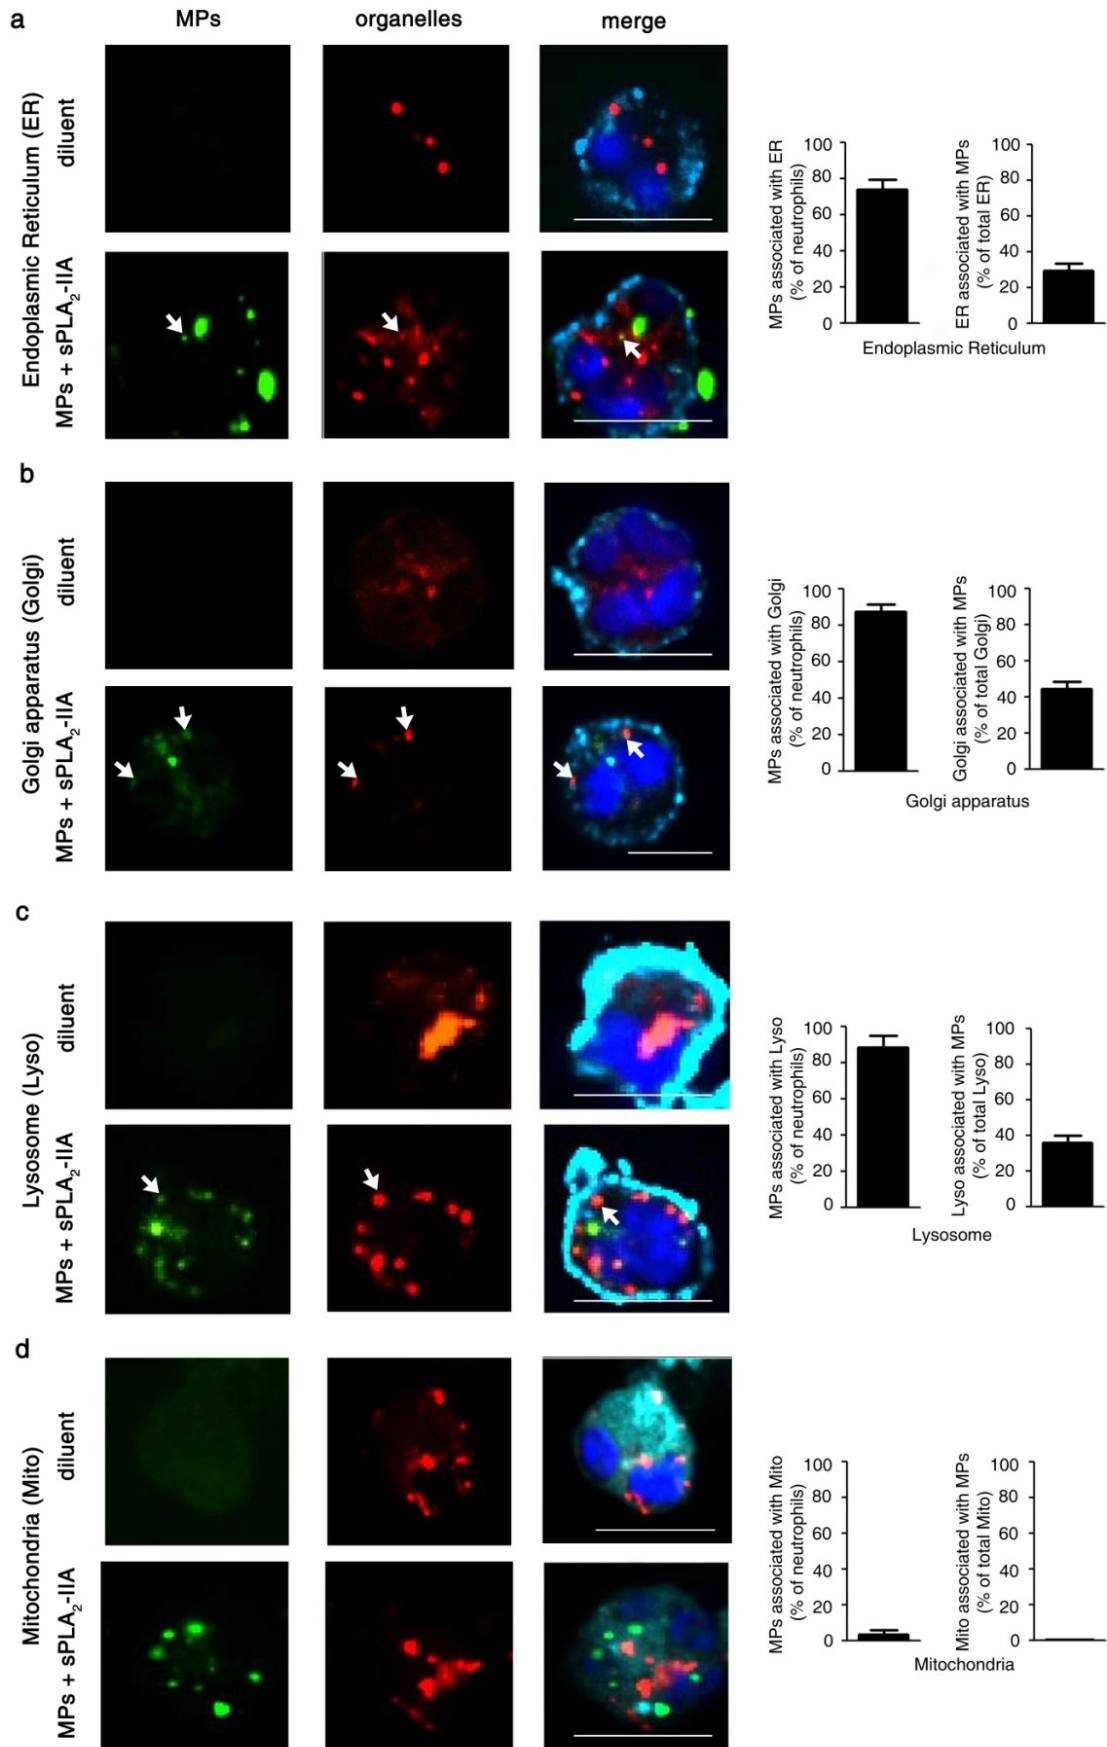 a
MPs
organelles
merge
Endoplasmic Reticulum (ER)
diluent
MPs + sPLA2-IIA
MPs associated with ER
(% of neutrophils)
100
80
60
40
20
0
ER associated with MPs
(% of total ER)
100
80
60
40
20
0
Endoplasmic Reticulum
b
Golgi apparatus (Golgi)
diluent
MPs + sPLA2-IIA
MPs associated with Golgi
(% of neutrophils)
100
80
60
40
20
0
Golgi associated with MPs
(% of total Golgi)
100
80
60
40
20
0
Golgi apparatus
c
Lysosome (Lyso)
diluent
MPs + sPLA2-IIA
MPs associated with Lyso
(% of neutrophils)
100
80
60
40
20
0
Lyso associated with MPs
(% of total Lyso)
100
80
60
40
20
0
Lysosome
d
Mitochondria (Mito)
diluent
MPs + sPLA2-IIA
MPs associated with Mito
(% of neutrophils)
100
80
60
40
20
0
Mito associated with MPs
(% of total Mito)
100
80
60
40
20
0
Mitochondria